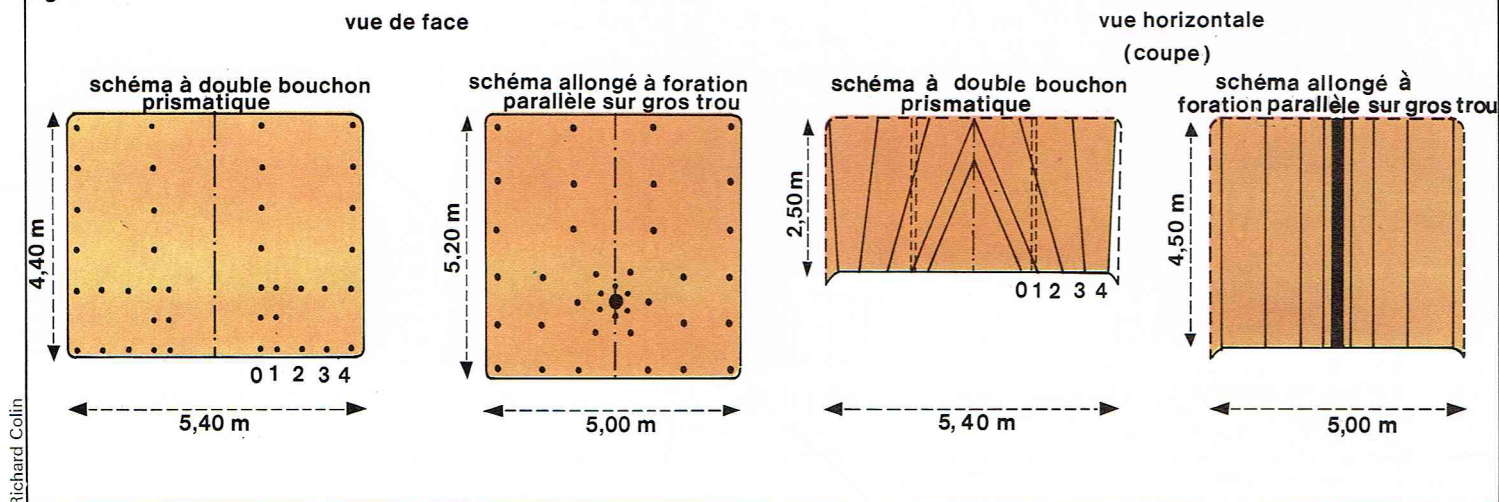 vue de face
vue horizontale
(coupe)
schéma à double bouchon
prismatique
schéma allongé à foration
parallèle sur gros trou
schéma à double bouchon
prismatique
schéma allongé à
foration parallèle sur gros trou
4,40 m
0 1 2 3 4
5,40 m
5.20 m
5,00 m
2,50 m
0 1 2 3 4
5,40 m
4,50 m
5,00 m
Richard Colin